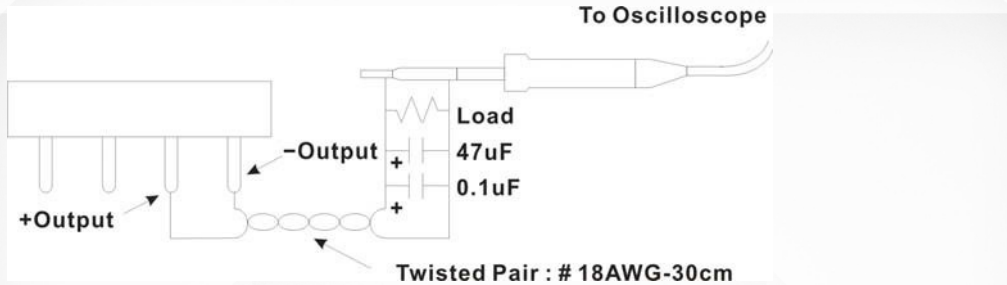 To Oscilloscope
Load
−Output
+
47uF
0.1uF
+
+Output
Twisted Pair : # 18AWG-30cm